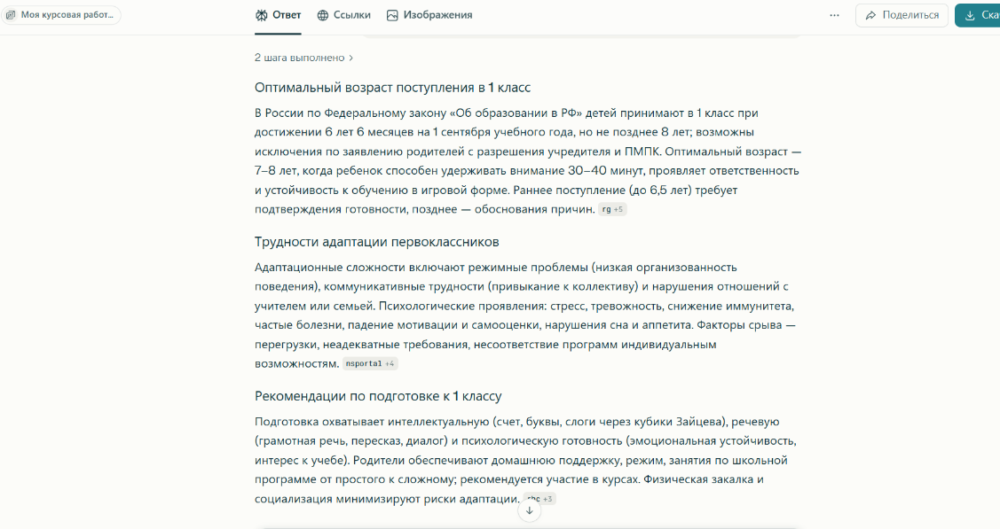 Моя курсовая работ...
Ответ
Ссылки
Изображения
Поделиться
2 шага выполнено
Оптимальный возраст поступления в 1 класс
В России по Федеральному закону «Об образовании в РФ» детей принимают в 1 класс при
достижении 6 лет 6 месяцев на 1 сентября учебного года, но не позднее 8 лет; возможны
исключения по заявлению родителей с разрешения учредителя и ПМПК. Оптимальный возраст —
7–8 лет, когда ребенок способен удерживать внимание 30–40 минут, проявляет ответственность
и устойчивость к обучению в игровой форме. Раннее поступление (до 6,5 лет) требует
подтверждения готовности, позднее — обоснования причин. rg +5
Трудности адаптации первоклассников
Адаптационные сложности включают режимные проблемы (низкая организованность
поведения), коммуникативные трудности (привыкание к коллективу) и нарушения отношений с
учителем или семьей. Психологические проявления: стресс, тревожность, снижение иммунитета,
частые болезни, падение мотивации и самооценки, нарушения сна и аппетита. Факторы срыва —
перегрузки, неадекватные требования, несоответствие программ индивидуальным
возможностям. nsportal +4
Рекомендации по подготовке к 1 классу
Подготовка охватывает интеллектуальную (счет, буквы, слоги через кубики Зайцева), речевую
(грамотная речь, пересказ, диалог) и психологическую готовность (эмоциональная устойчивость,
интерес к учебе). Родители обеспечивают домашнюю поддержку, режим, занятия по школьной
программе от простого к сложному; рекомендуется участие в курсах. Физическая закалка и
социализация минимизируют риски адаптации. +3